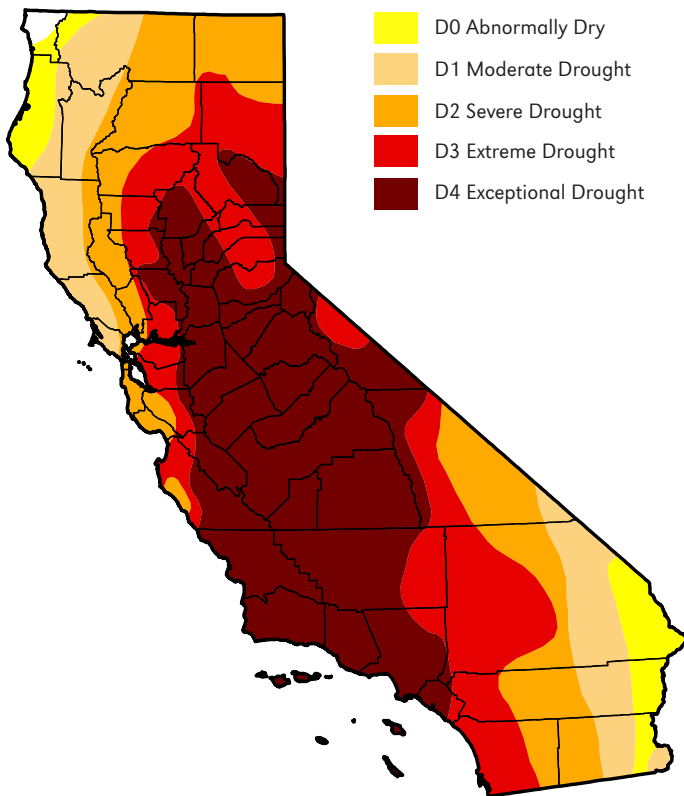 D0 Abnormally Dry
D1 Moderate Drought
D2 Severe Drought
D3 Extreme Drought
D4 Exceptional Drought